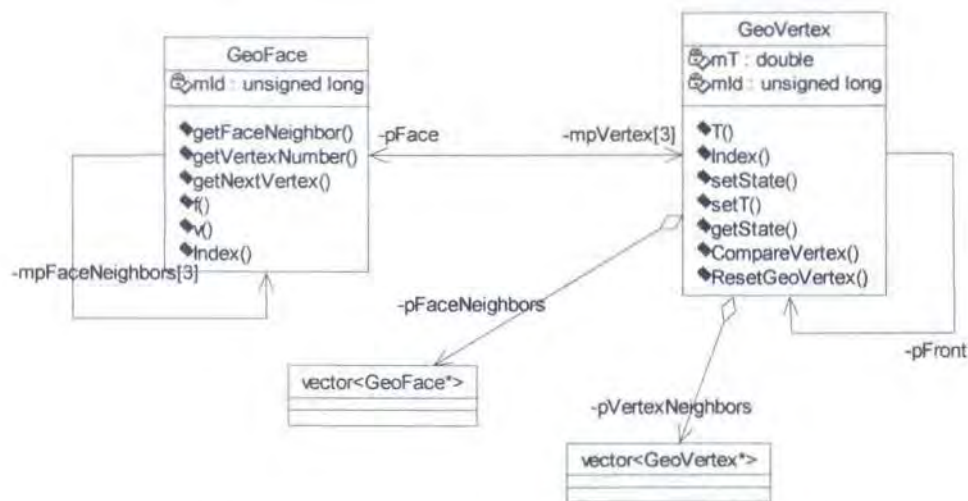 GeoFace
mId : unsigned long
getFaceNeighbor()
getVertexNumber()
getNextVertex()
f()
v()
Index()
-mpFaceNeighbors[3]
-pFace
-mpVertex[3]
GeoVertex
mT : double
mId : unsigned long
T()
Index()
setState()
setT()
getState()
CompareVertex()
ResetGeoVertex()
-pFaceNeighbors
-pFront
vector<GeoFace*>
-pVertexNeighbors
vector<GeoVertex*>